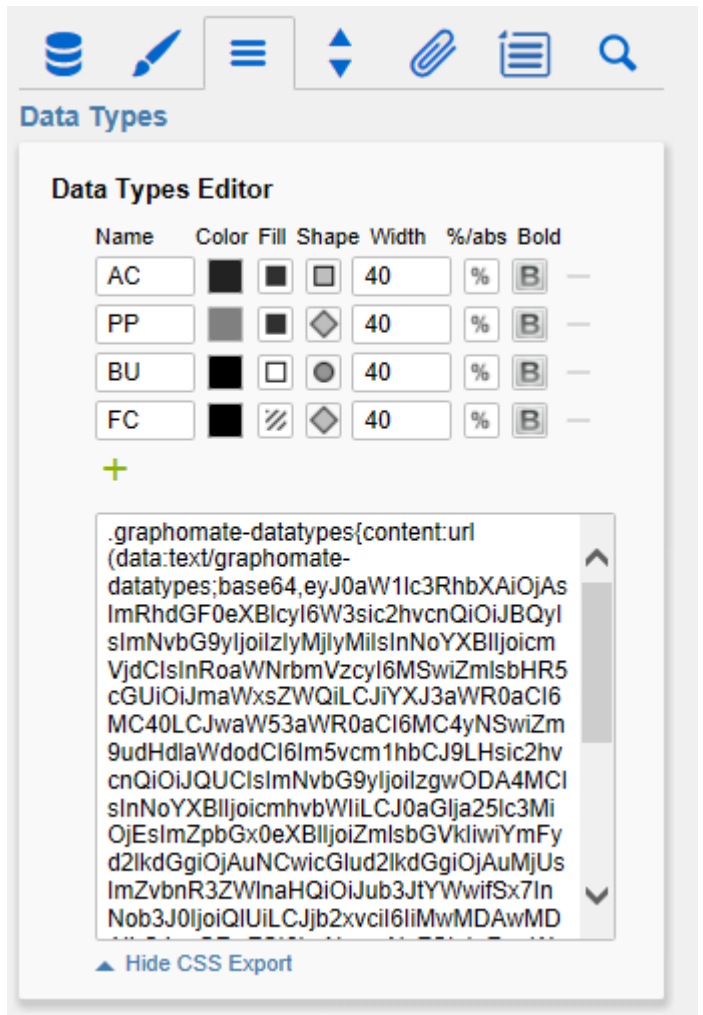 Data Types
Data Types Editor
Name Color Fill Shape Width %/abs Bold
AC 40 % B
PP 40 % B
BU 40 % B
FC 40 % B
.graphomate-datatypes{content:url
(data:text/graphomate-
datatypes;base64,eyJ0aW1lc3RhbXAiOjAs
ImRhdGF0eXBlcyI6W3sic2hvcnQiOiJBQyI
sImNvbG9yIjoiIzIyMjIyMiIsInNoYXBlIjoicm
VjdCIsInRoaWNrbmVzcyI6MSwiZmlsbHR5
cGUiOiJmaWxsZWQiLCJiYXJ3aWR0aCI6
MC40LCJwaW53aWR0aCI6MC4yNSwiZm
9udHdlaWdodCI6Im5vcm1hbCJ9LHsic2hv
cnQiOiJQUCIsImNvbG9yIjoiIzgwODA4MCI
sInNoYXBlIjoicmhvbWIiLCJ0aGlja25lc3Mi
OjEsImZpbGx0eXBlIjoiZmlsbGVkIiwiYmFy
d2lkdGgiOjAuNCwicGlud2lkdGgiOjAuMjUs
ImZvbnR3ZWlnaHQiOiJub3JtYWwifSx7In
Nob3J0IjoiQlUiLCJjb2xvciI6IiMwMDAwMD
Hide CSS Export